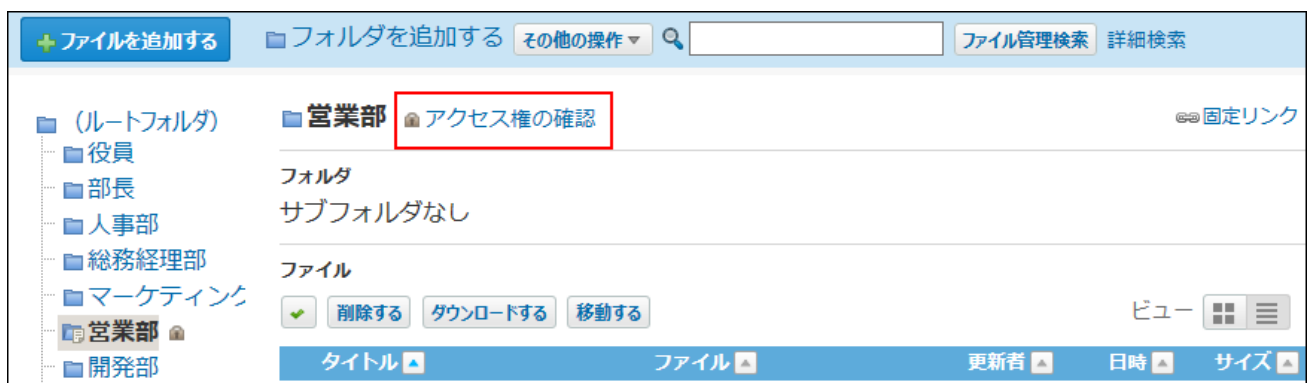 ファイルを追加する フォルダを追加する その他の操作 ファイル管理検索 詳細検索
(ルートフォルダ)
役員
部長
人事部
総務経理部
マーケティング
営業部
開発部
営業部 アクセス権の確認 固定リンク
フォルダ
サブフォルダなし
ファイル
削除する ダウンロードする 移動する ビュー
タイトル ファイル 更新者 日時 サイズ